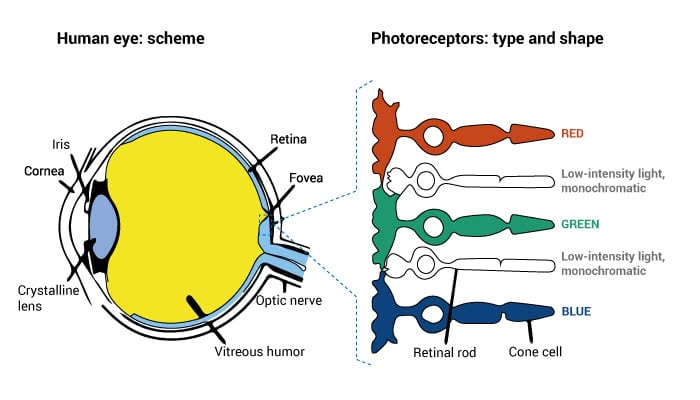 Human eye: scheme
Photoreceptors: type and shape
Iris
Cornea
Retina
Fovea
Crystalline
lens
Optic nerve
Vitreous humor
RED
Low-intensity light,
monochromatic
GREEN
Low-intensity light,
monochromatic
BLUE
Retinal rod
Cone cell